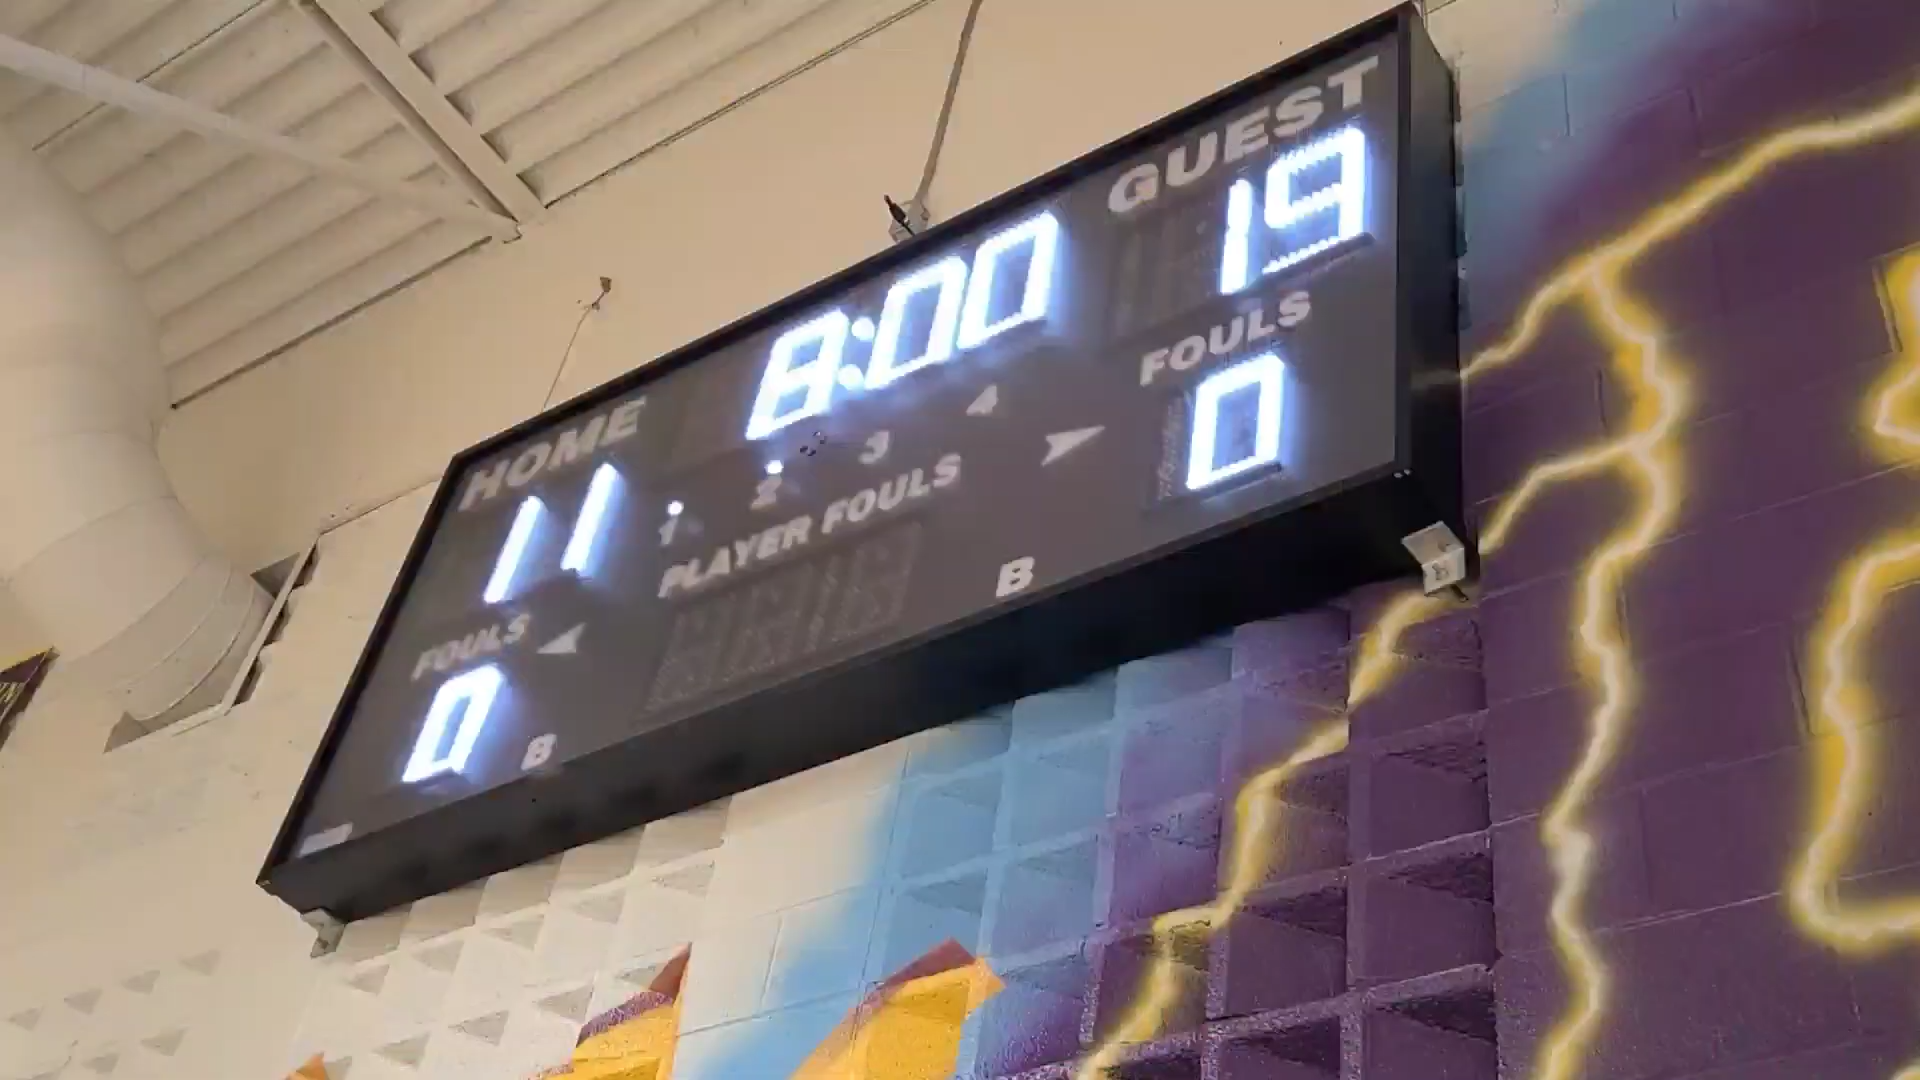 HOME
8:00
GUEST
11
19
1 2 3 4
FOULS
PLAYER FOULS
FOULS
0
B
B
0